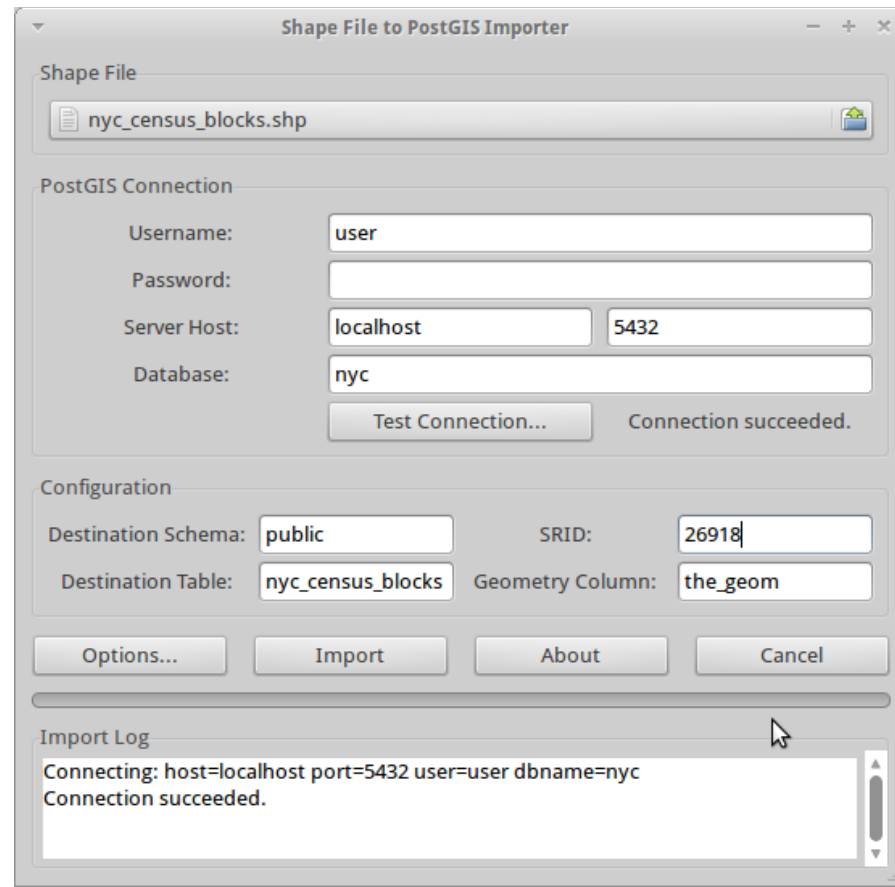 Shape File to PostGIS Importer
Shape File
nyc_census_blocks.shp
PostGIS Connection
Username: user
Password:
Server Host: localhost 5432
Database: nyc
Test Connection... Connection succeeded.
Configuration
Destination Schema: public SRID: 26918
Destination Table: nyc_census_blocks Geometry Column: the_geom
Options... Import About Cancel
Import Log
Connecting: host=localhost port=5432 user=user dbname=nyc
Connection succeeded.